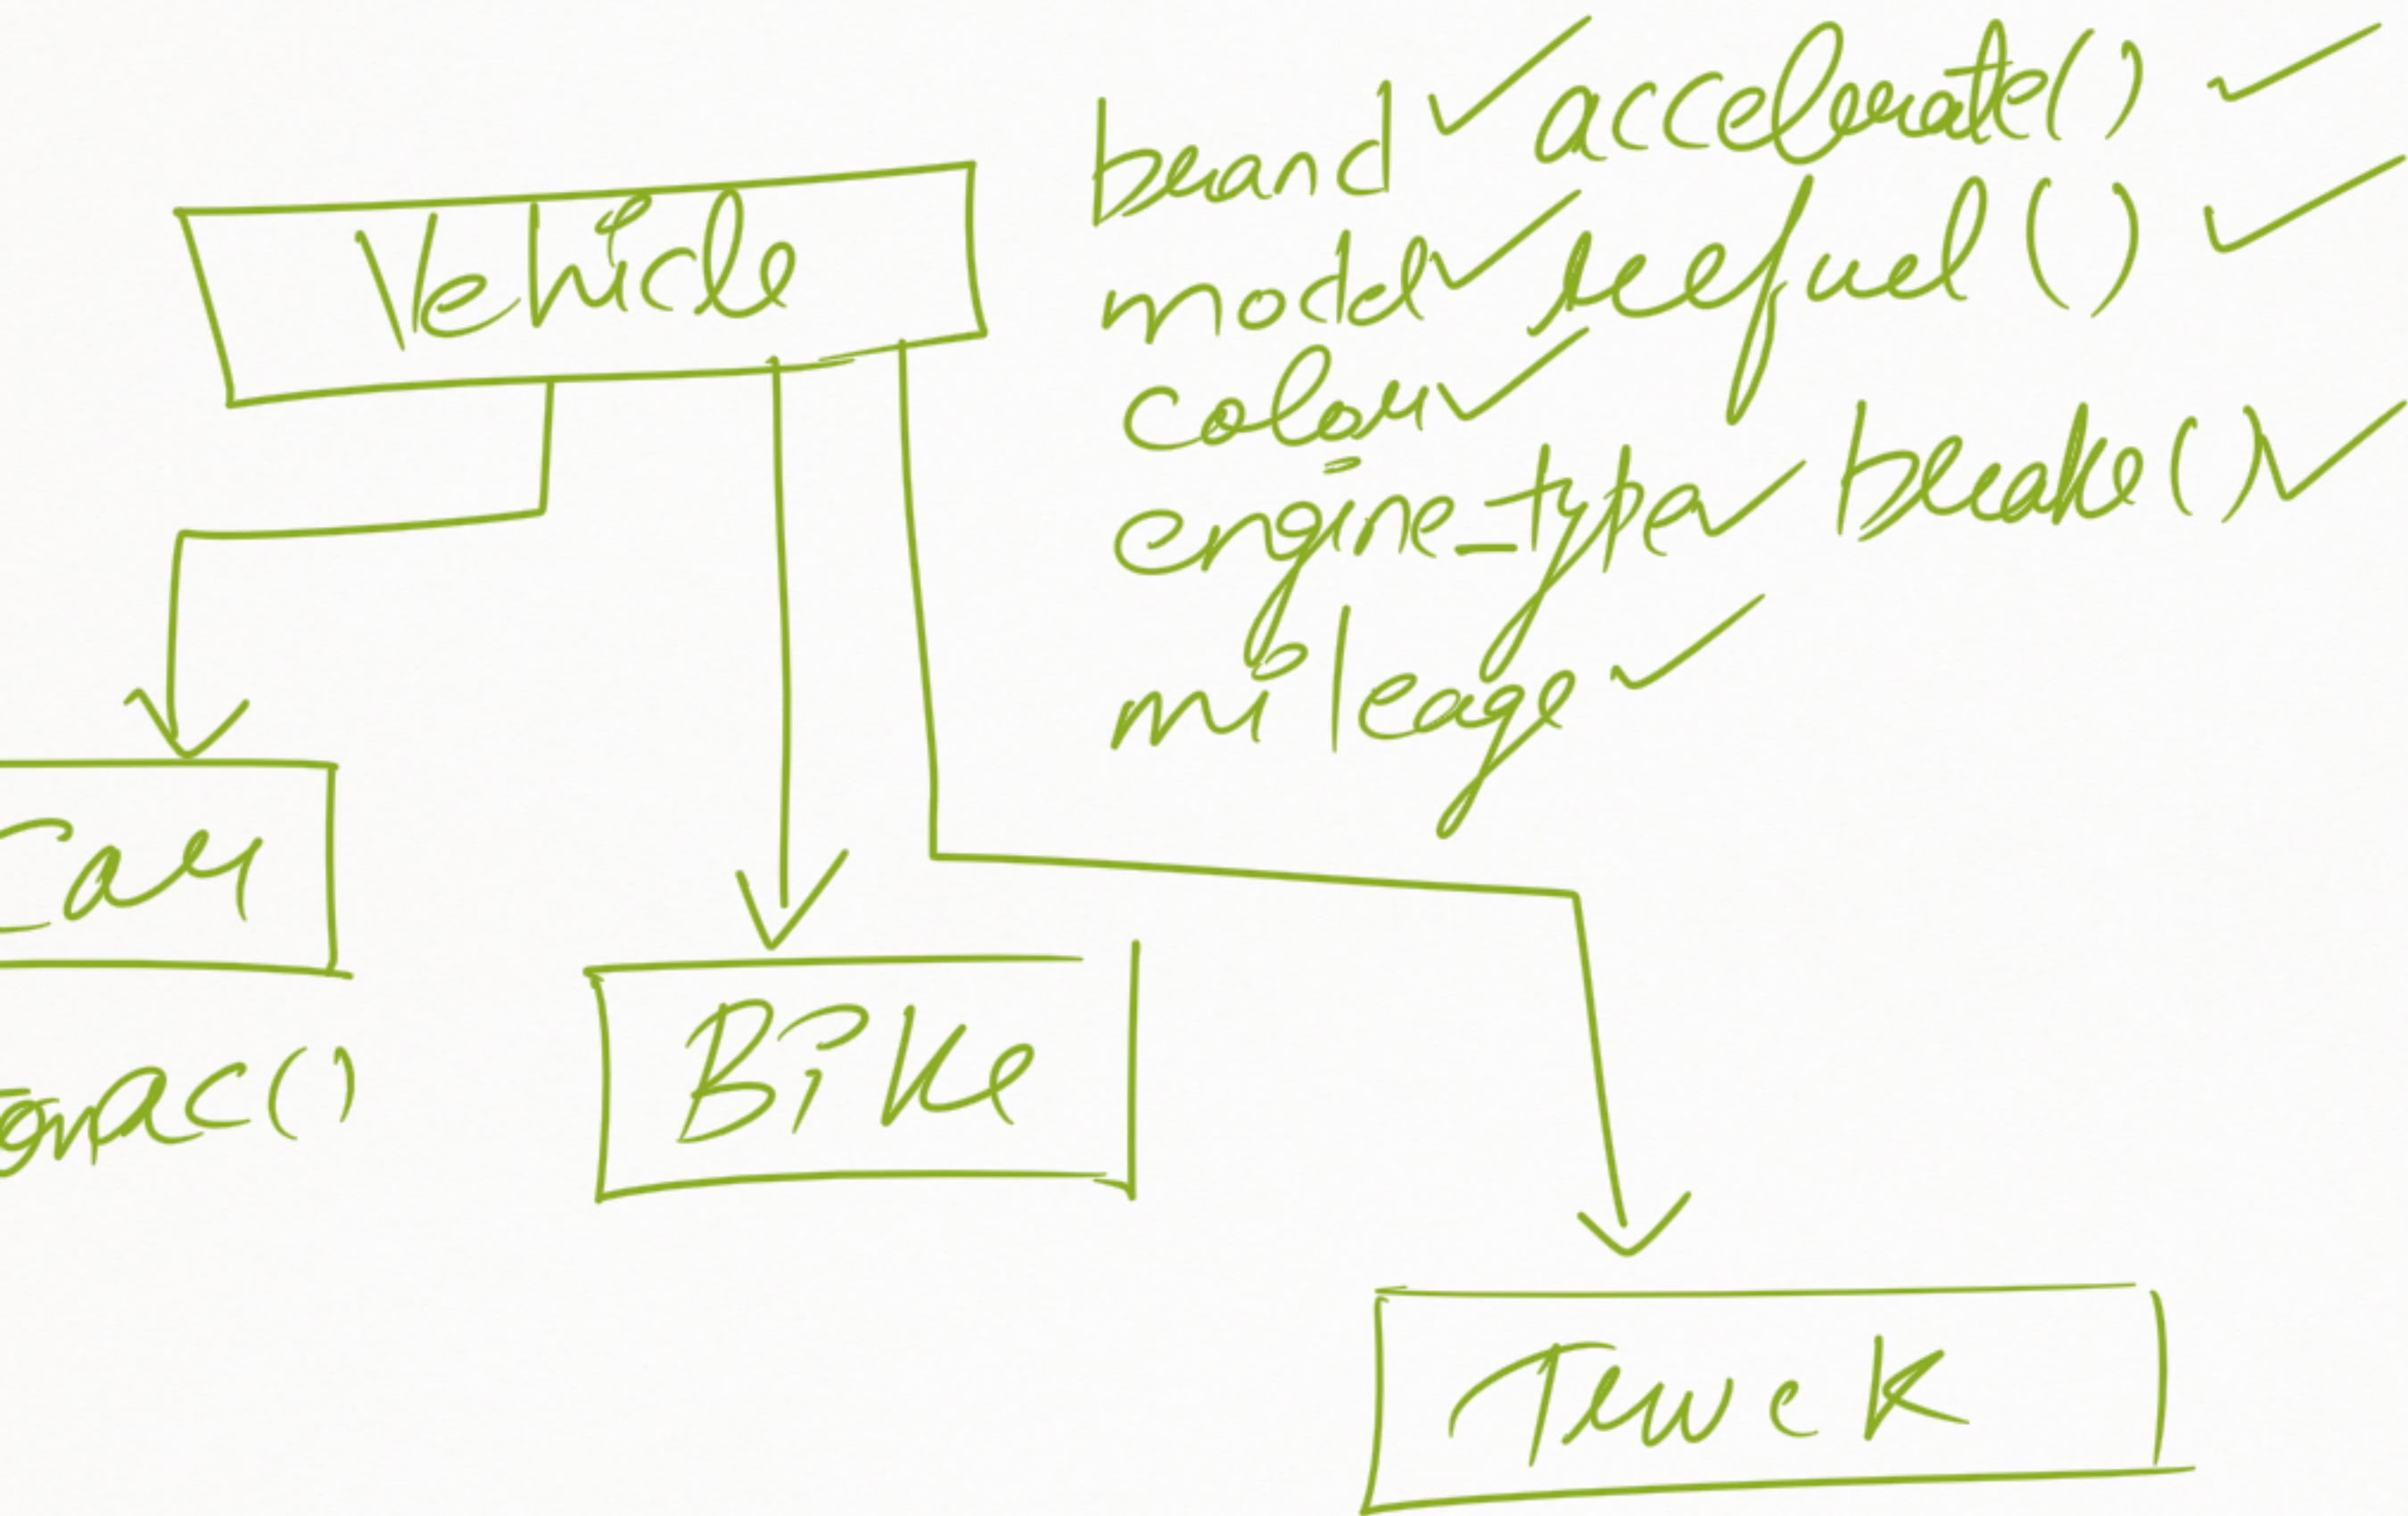 Vehicle
brand ✓ accelerate() ✓
model ✓ refuel() ✓
colour ✓
engine_type ✓ brake() ✓
mileage ✓
Car
Bike
Truck